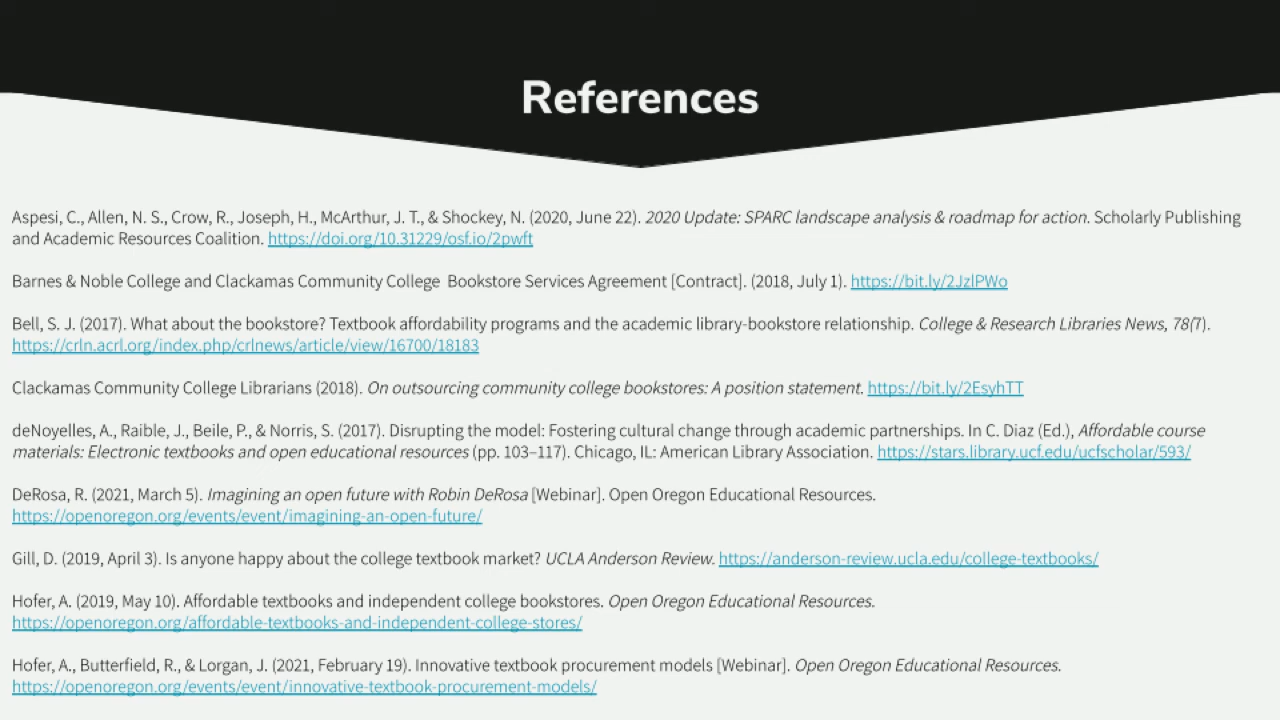 References
Aspesi, C., Allen, N. S., Crow, R., Joseph, H., McArthur, J. T., & Shockey, N. (2020, June 22). 2020 Update: SPARC landscape analysis & roadmap for action. Scholarly Publishing
and Academic Resources Coalition. https://doi.org/10.31229/osf.io/2pwft
Barnes & Noble College and Clackamas Community College  Bookstore Services Agreement [Contract]. (2018, July 1). https://bit.ly/2JzlPWo
Bell, S. J. (2017). What about the bookstore? Textbook affordability programs and the academic library-bookstore relationship. College & Research Libraries News, 78(7).
https://crln.acrl.org/index.php/crlnews/article/view/16700/18183
Clackamas Community College Librarians (2018). On outsourcing community college bookstores: A position statement. https://bit.ly/2EsyhTT
deNoyelles, A., Raible, J., Beile, P., & Norris, S. (2017). Disrupting the model: Fostering cultural change through academic partnerships. In C. Diaz (Ed.), Affordable course
materials: Electronic textbooks and open educational resources (pp. 103–117). Chicago, IL: American Library Association. https://stars.library.ucf.edu/ucfscholar/593/
DeRosa, R. (2021, March 5). Imagining an open future with Robin DeRosa [Webinar]. Open Oregon Educational Resources.
https://openoregon.org/events/event/imagining-an-open-future/
Gill, D. (2019, April 3). Is anyone happy about the college textbook market? UCLA Anderson Review. https://anderson-review.ucla.edu/college-textbooks/
Hofer, A. (2019, May 10). Affordable textbooks and independent college bookstores. Open Oregon Educational Resources.
https://openoregon.org/affordable-textbooks-and-independent-college-stores/
Hofer, A., Butterfield, R., & Lorgan, J. (2021, February 19). Innovative textbook procurement models [Webinar]. Open Oregon Educational Resources.
https://openoregon.org/events/event/innovative-textbook-procurement-models/